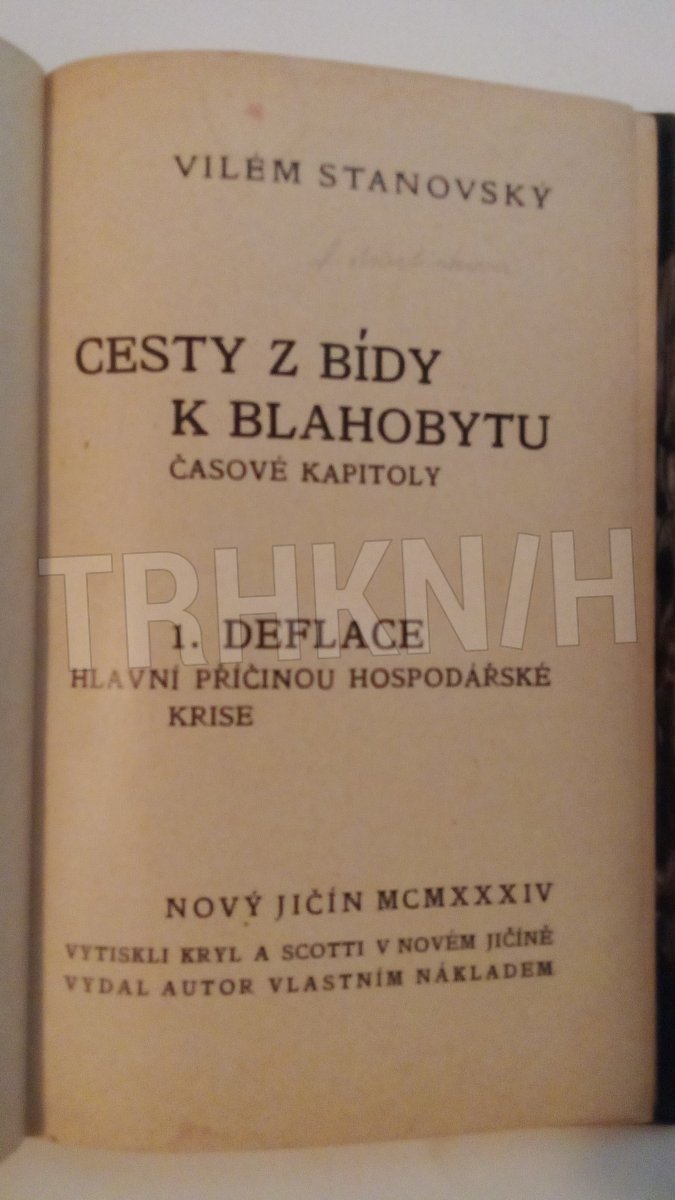 VILÉM STANOVSKÝ
CESTY Z BÍDY
K BLAHOBYTU
ČASOVÉ KAPITOLY
TRHKNIH
1. DEFLACE
HLAVNÍ PŘÍČINOU HOSPODÁŘSKÉ
KRISE
NOVÝ JIČÍN MCMXXXIV
VYTISKLI KRYL A SCOTTI V NOVÉM JIČÍNĚ
VYDAL AUTOR VLASTNÍM NÁKLADEM